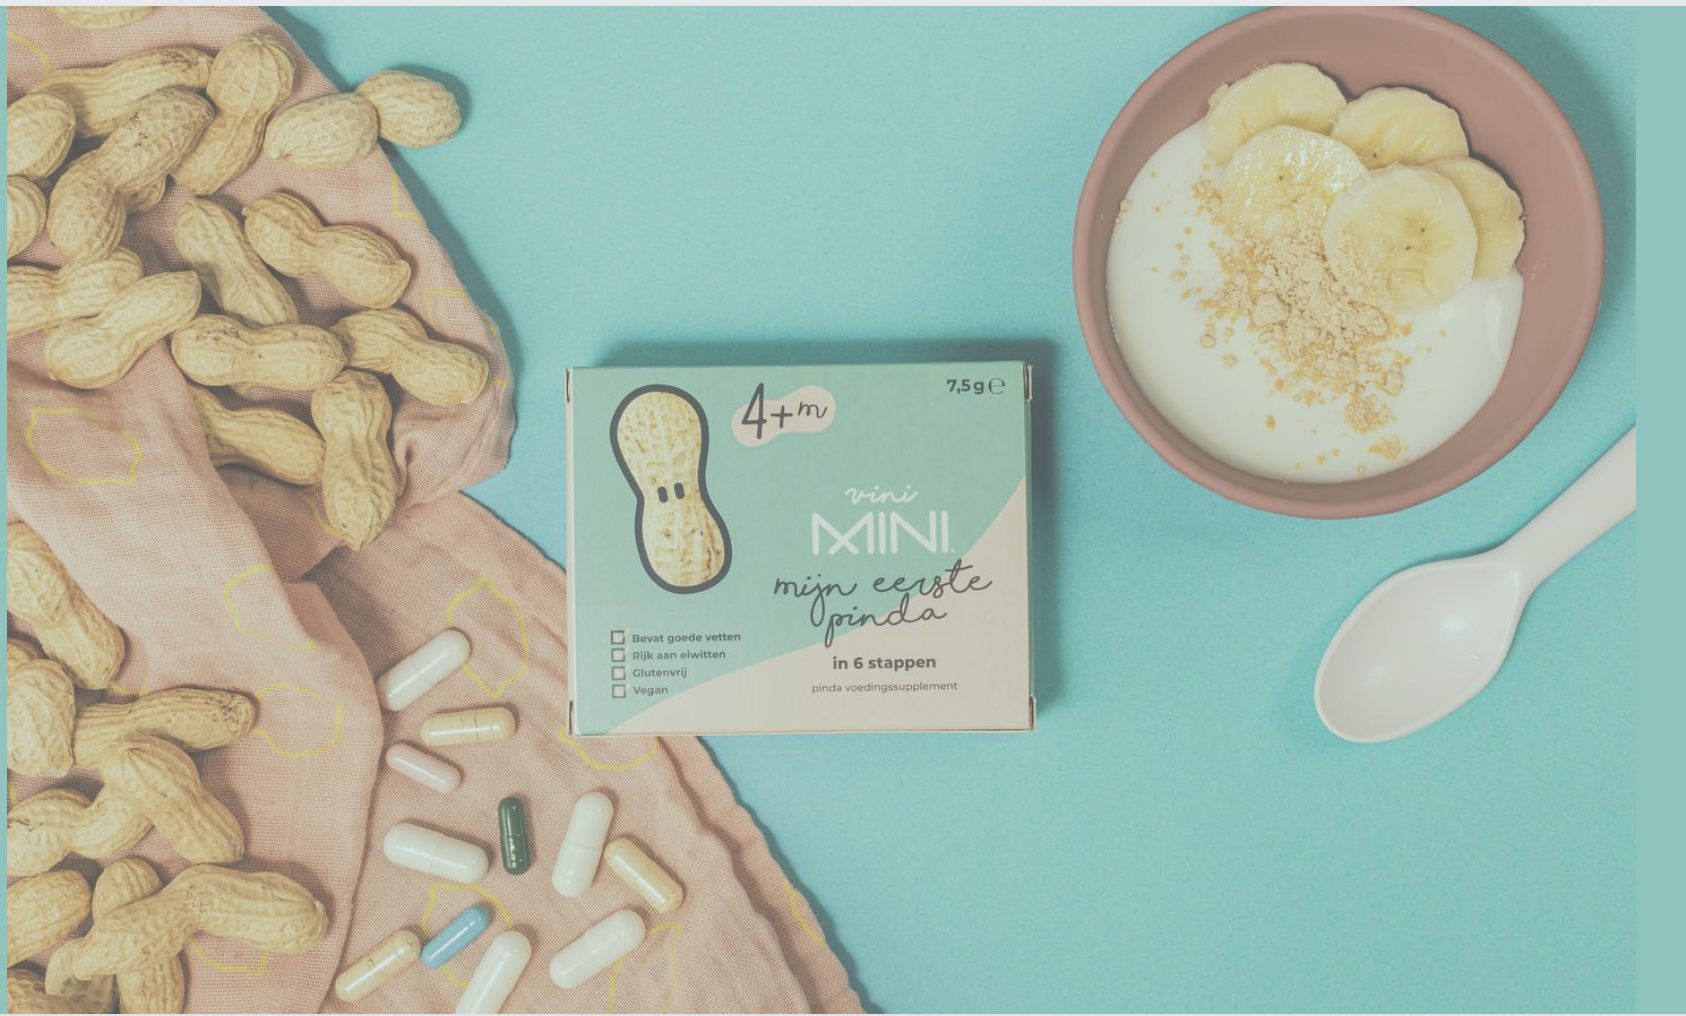 4+m
7,5g℮
vini
MINI
mijn eerste
pinda
in 6 stappen
pinda voedingssupplement
Bevat goede vetten
Rijk aan eiwitten
Glutenvrij
Vegan